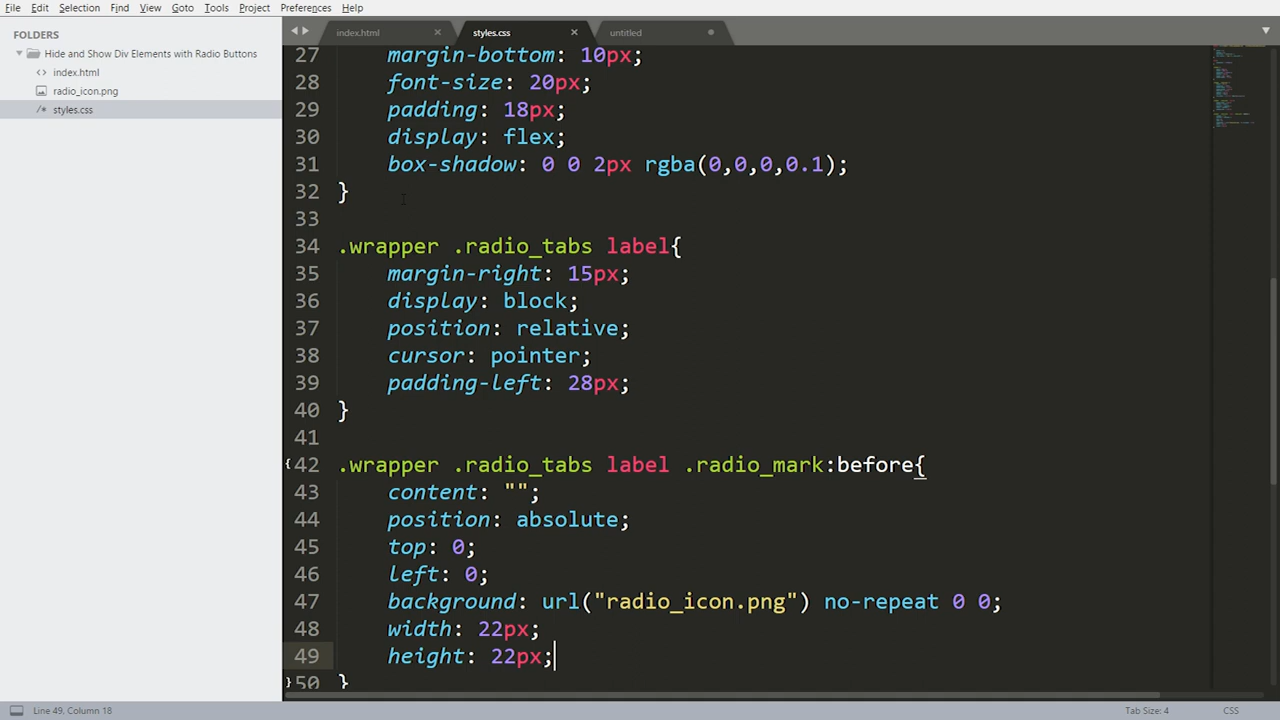 File Edit Selection Find View Goto Tools Project Preferences Help
FOLDERS
Hide and Show Div Elements with Radio Buttons
<> index.html
radio_icon.png
/* styles.css
index.html × styles.css × untitled
27 margin-bottom: 10px;
28 font-size: 20px;
29 padding: 18px;
30 display: flex;
31 box-shadow: 0 0 2px rgba(0,0,0,0.1);
32 }
33
34 .wrapper .radio_tabs label{
35 margin-right: 15px;
36 display: block;
37 position: relative;
38 cursor: pointer;
39 padding-left: 28px;
40 }
41
42 .wrapper .radio_tabs label .radio_mark:before{
43 content: "";
44 position: absolute;
45 top: 0;
46 left: 0;
47 background: url("radio_icon.png") no-repeat 0 0;
48 width: 22px;
49 height: 22px;
50 }
Line 49, Column 18 Tab Size: 4 CSS